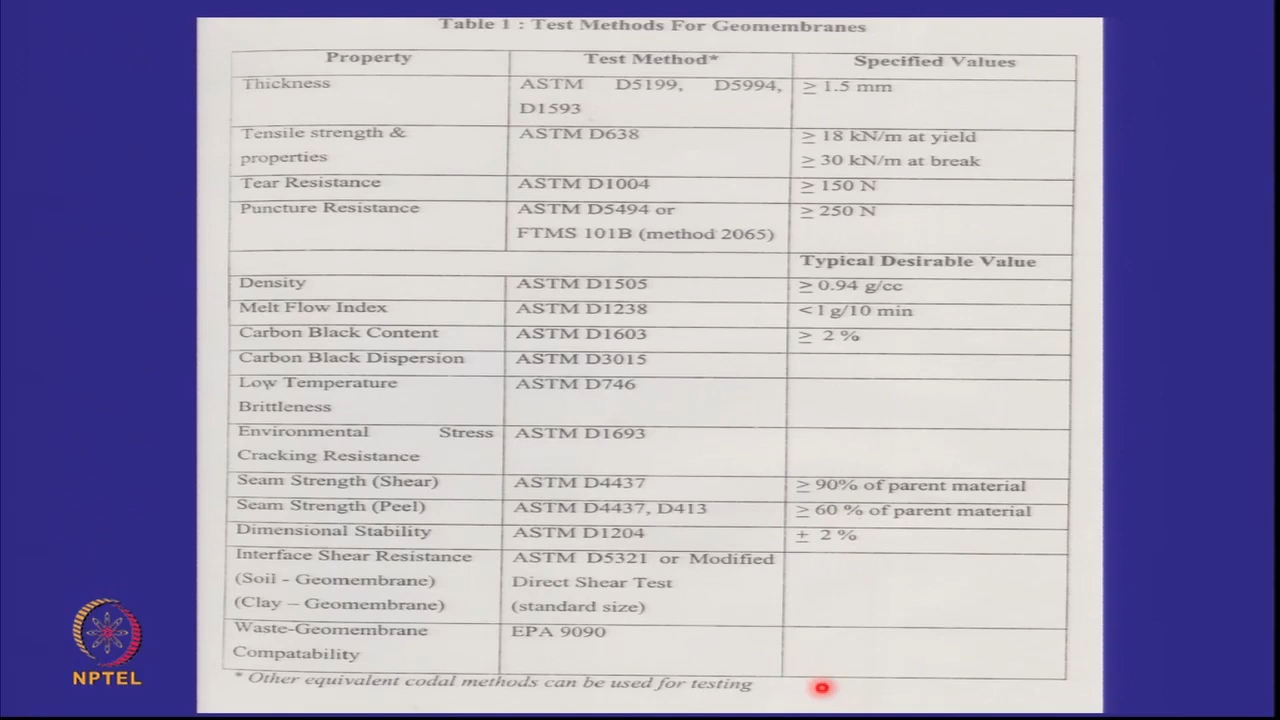 Table 1 : Test Methods For Geomembranes
Property Test Method* Specified Values
Thickness ASTM D5199, D5994, ≥ 1.5 mm
D1593
Tensile strength & ASTM D638 ≥ 18 kN/m at yield
properties ≥ 30 kN/m at break
Tear Resistance ASTM D1004 ≥ 150 N
Puncture Resistance ASTM D5494 or ≥ 250 N
FTMS 101B (method 2065)
Typical Desirable Value
Density ASTM D1505 ≥ 0.94 g/cc
Melt Flow Index ASTM D1238 < 1 g/10 min
Carbon Black Content ASTM D1603 ≥ 2 %
Carbon Black Dispersion ASTM D3015
Low Temperature ASTM D746
Brittleness
Environmental Stress ASTM D1693
Cracking Resistance
Seam Strength (Shear) ASTM D4437 ≥ 90% of parent material
Seam Strength (Peel) ASTM D4437, D413 ≥ 60 % of parent material
Dimensional Stability ASTM D1204 ± 2 %
Interface Shear Resistance ASTM D5321 or Modified
(Soil - Geomembrane) Direct Shear Test
(Clay – Geomembrane) (standard size)
Waste-Geomembrane EPA 9090
Compatability
* Other equivalent codal methods can be used for testing
NPTEL